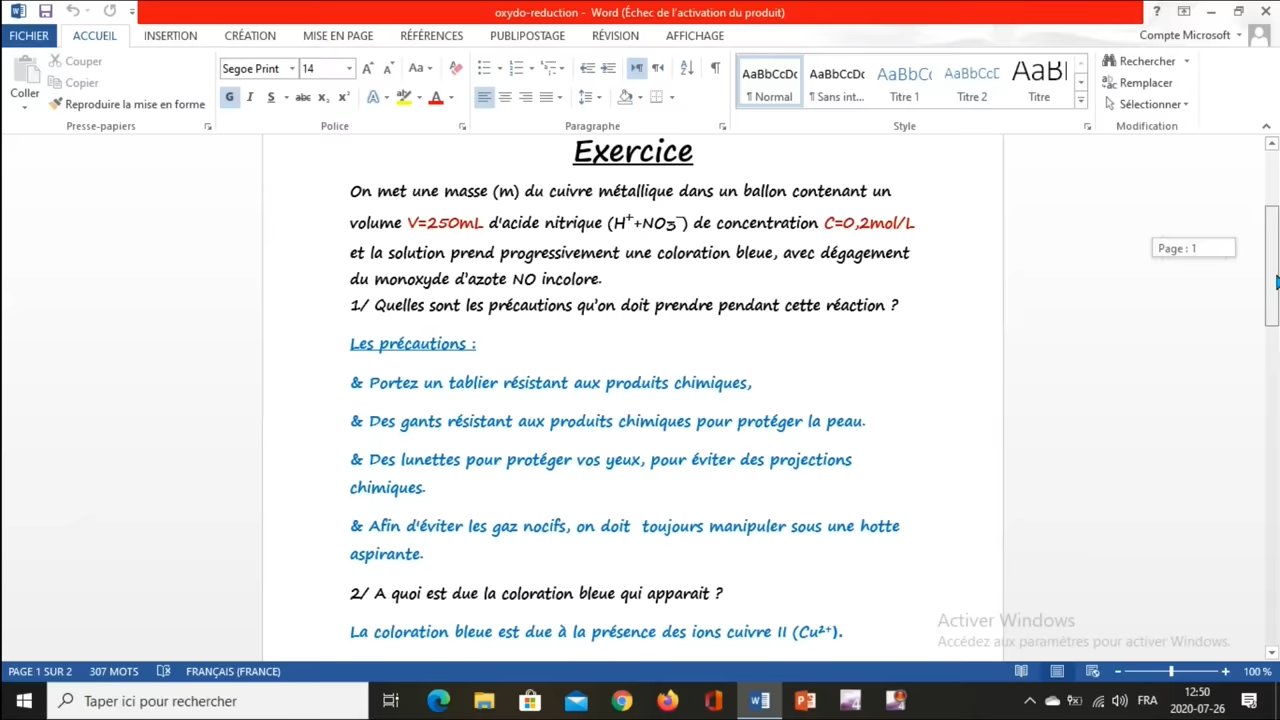 oxydo-reduction - Word (Échec de l'activation du produit)
FICHIER ACCUEIL INSERTION CRÉATION MISE EN PAGE RÉFÉRENCES PUBLIPOSTAGE RÉVISION AFFICHAGE Compte Microsoft
Coller
Couper
Copier
Reproduire la mise en forme
Presse-papiers
Segoe Print 14
Police
Paragraphe
AaBbCcDc AaBbCcDc AaBbCc AaBbCcC AaBl
¶ Normal ¶ Sans int... Titre 1 Titre 2 Titre
Style
Rechercher
Remplacer
Sélectionner
Modification
Exercice
On met une masse (m) du cuivre métallique dans un ballon contenant un
volume V=250mL d'acide nitrique (H⁺+NO₃⁻) de concentration C=0,2mol/L
et la solution prend progressivement une coloration bleue, avec dégagement
du monoxyde d'azote NO incolore.
1/ Quelles sont les précautions qu'on doit prendre pendant cette réaction ?
Les précautions :
& Portez un tablier résistant aux produits chimiques,
& Des gants résistant aux produits chimiques pour protéger la peau.
& Des lunettes pour protéger vos yeux, pour éviter des projections
chimiques.
& Afin d'éviter les gaz nocifs, on doit toujours manipuler sous une hotte
aspirante.
2/ A quoi est due la coloration bleue qui apparait ?
La coloration bleue est due à la présence des ions cuivre II (Cu²⁺).
Page : 1
Activer Windows
Accédez aux paramètres pour activer Windows.
PAGE 1 SUR 2 307 MOTS FRANÇAIS (FRANCE) 100 %
Taper ici pour rechercher
FRA
12:50
2020-07-26